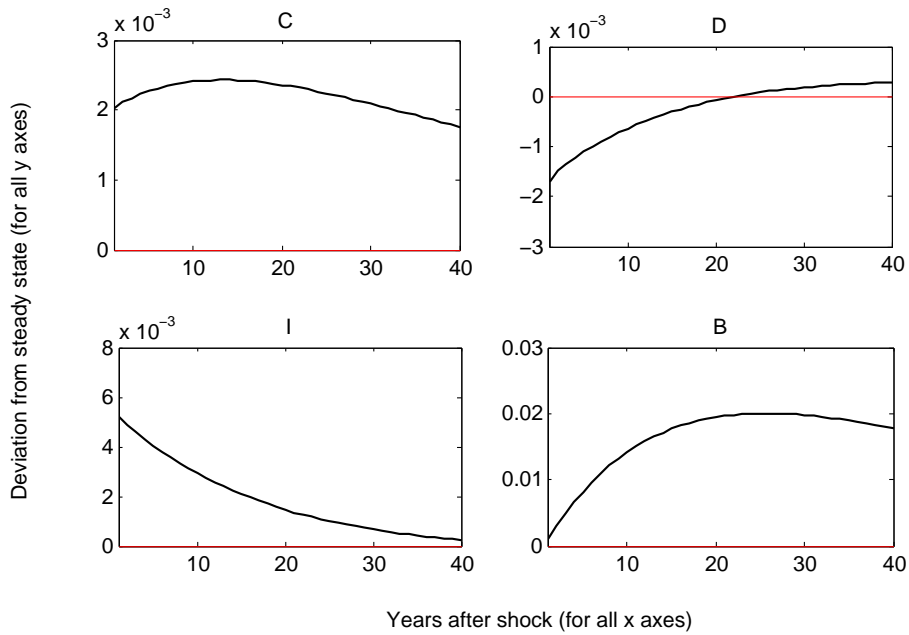 C
x 10^−3
3
2
1
0
10 20 30 40
D
x 10^−3
1
0
−1
−2
−3
10 20 30 40
I
x 10^−3
8
6
4
2
0
10 20 30 40
B
0.03
0.02
0.01
0
10 20 30 40
Deviation from steady state (for all y axes)
Years after shock (for all x axes)